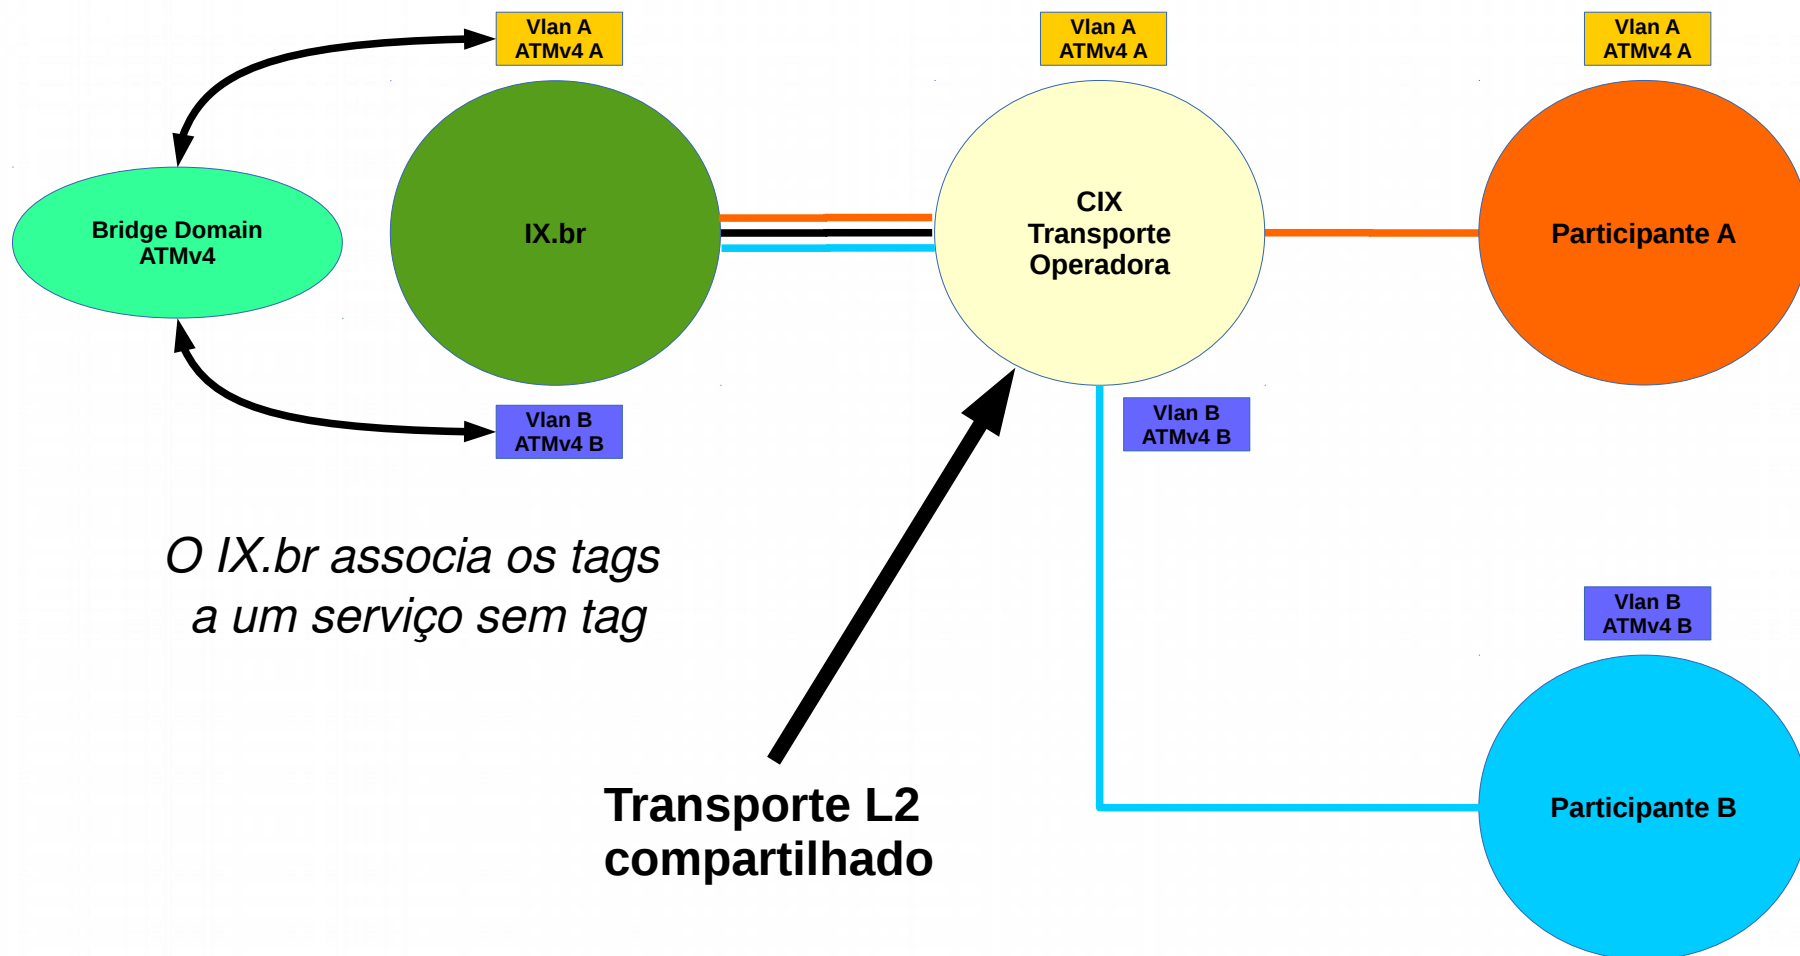 Vlan A
ATMv4 A
Vlan A
ATMv4 A
Vlan A
ATMv4 A
Bridge Domain
ATMv4
IX.br
CIX
Transporte
Operadora
Participante A
Vlan B
ATMv4 B
Vlan B
ATMv4 B
O IX.br associa os tags
a um serviço sem tag
Vlan B
ATMv4 B
Transporte L2
compartilhado
Participante B